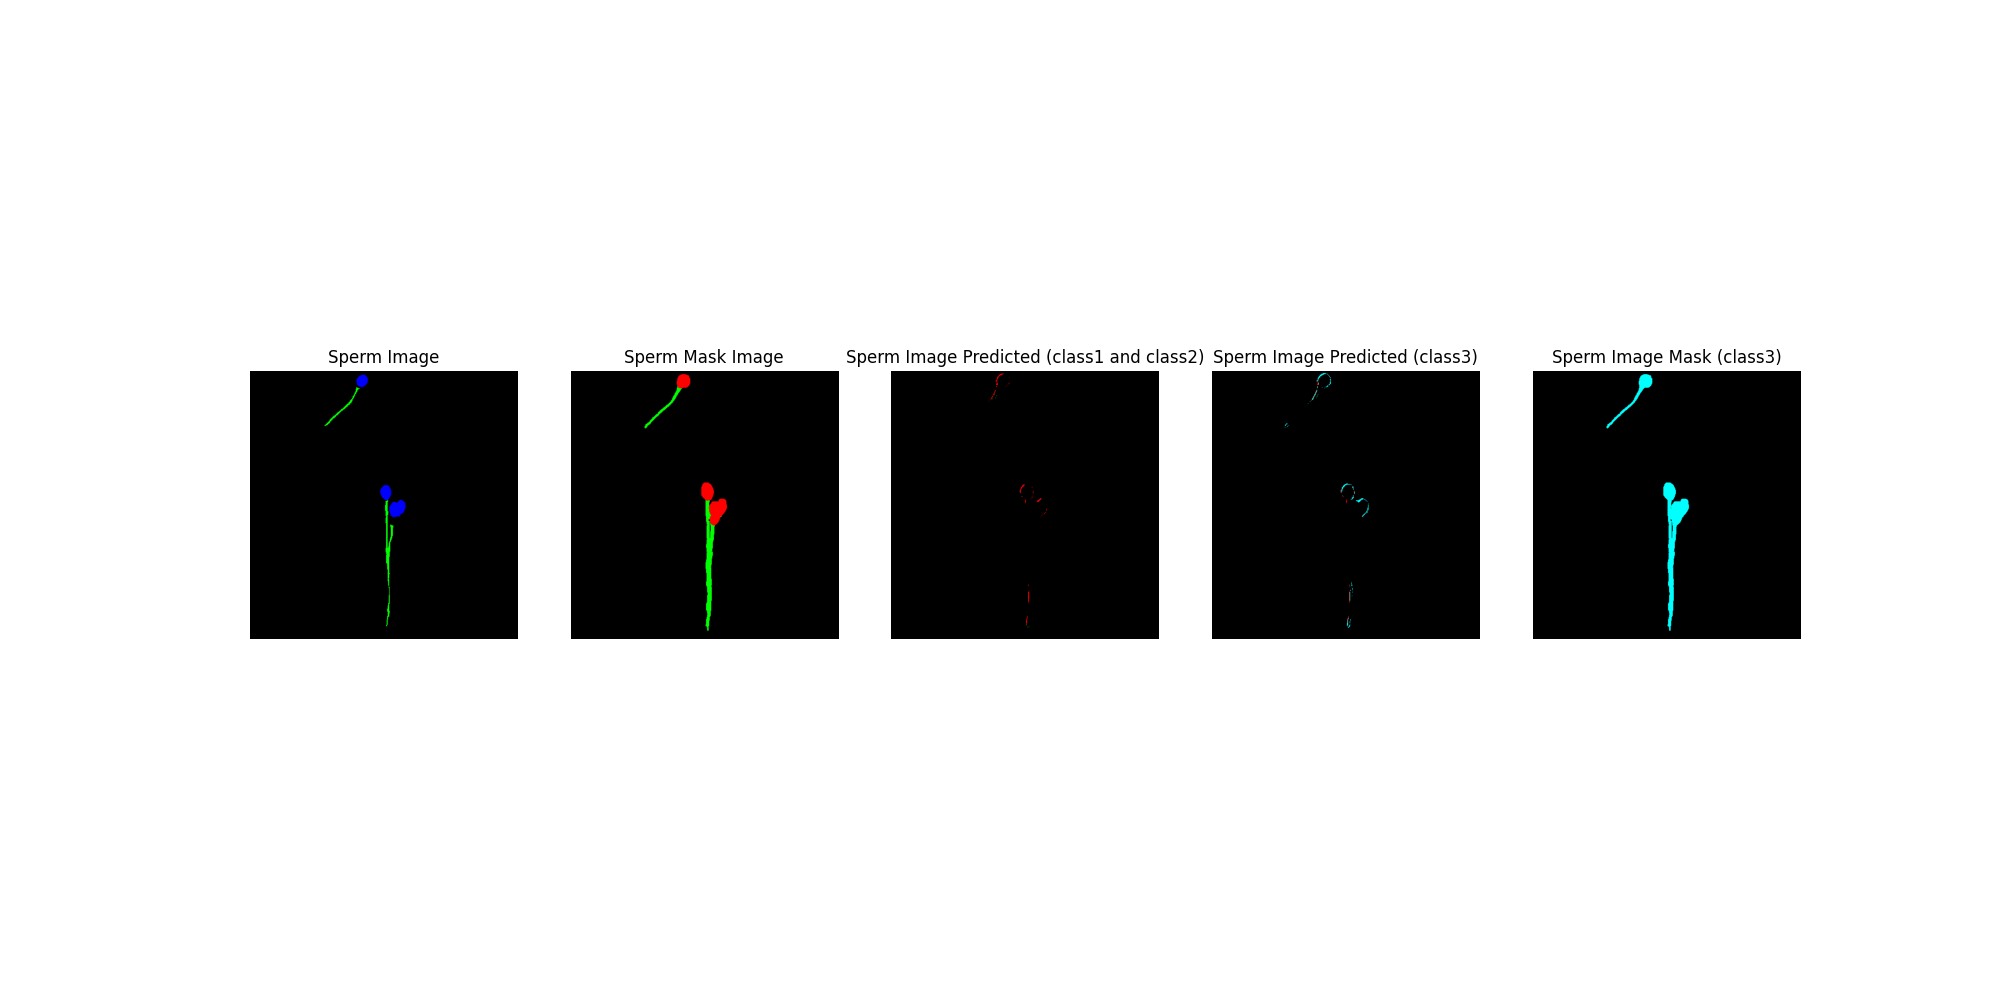 Sperm Image
Sperm Mask Image
Sperm Image Predicted (class1 and class2)
Sperm Image Predicted (class3)
Sperm Image Mask (class3)